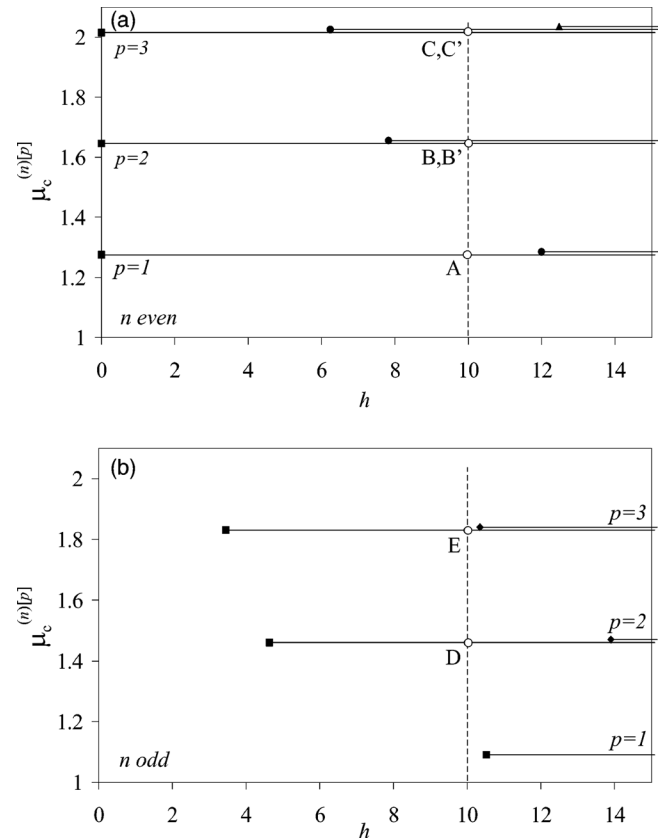 (a)
2
p=3
C,C'
1.8
μc(n)[p]
1.6
p=2
B,B'
1.4
1.2
p=1
A
n even
1
0 2 4 6 8 10 12 14
h
(b)
2
p=3
1.8
E
μc(n)[p]
1.6
p=2
1.4
D
1.2
p=1
n odd
1
0 2 4 6 8 10 12 14
h